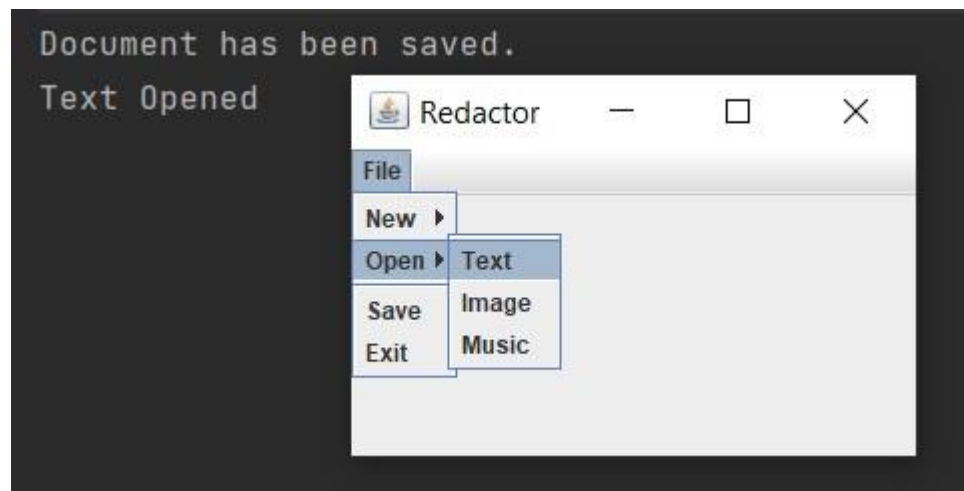 Document has been saved.
Text Opened
Redactor
File
New
Open
Save
Exit
Text
Image
Music